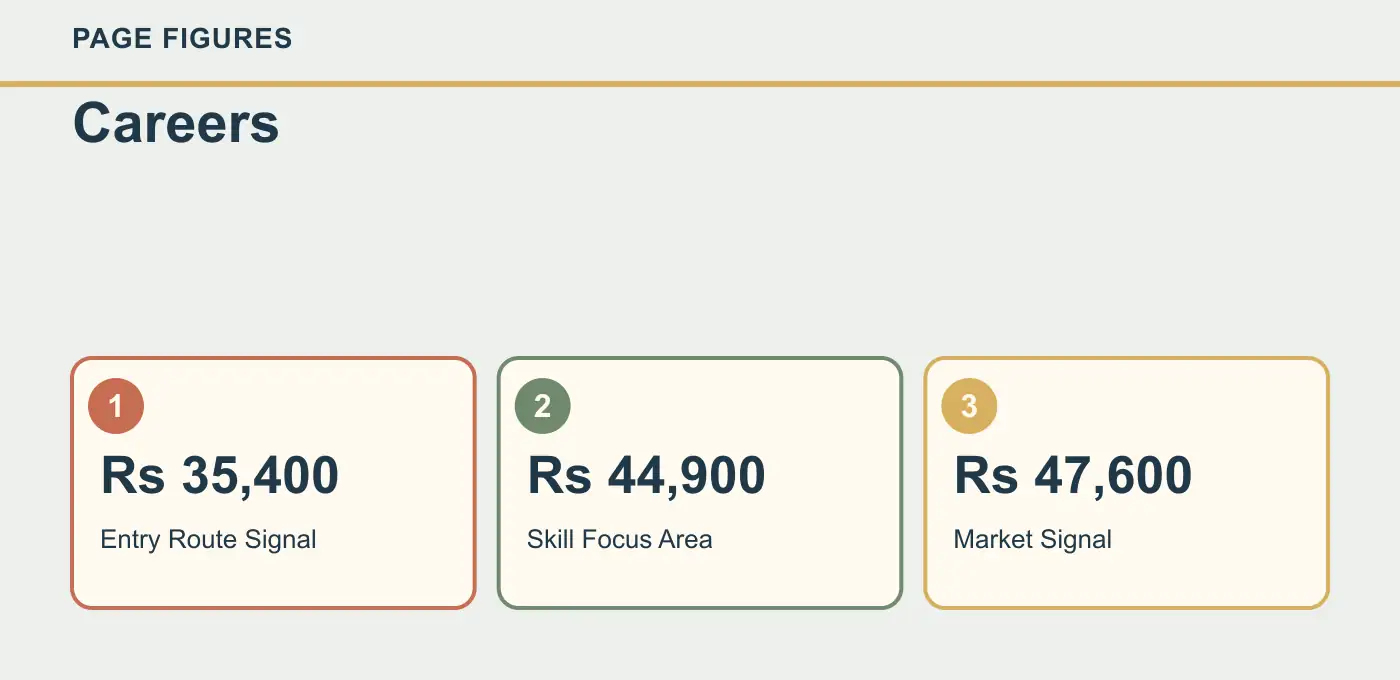 PAGE FIGURES
Careers
1
Rs 35,400
Entry Route Signal
2
Rs 44,900
Skill Focus Area
3
Rs 47,600
Market Signal